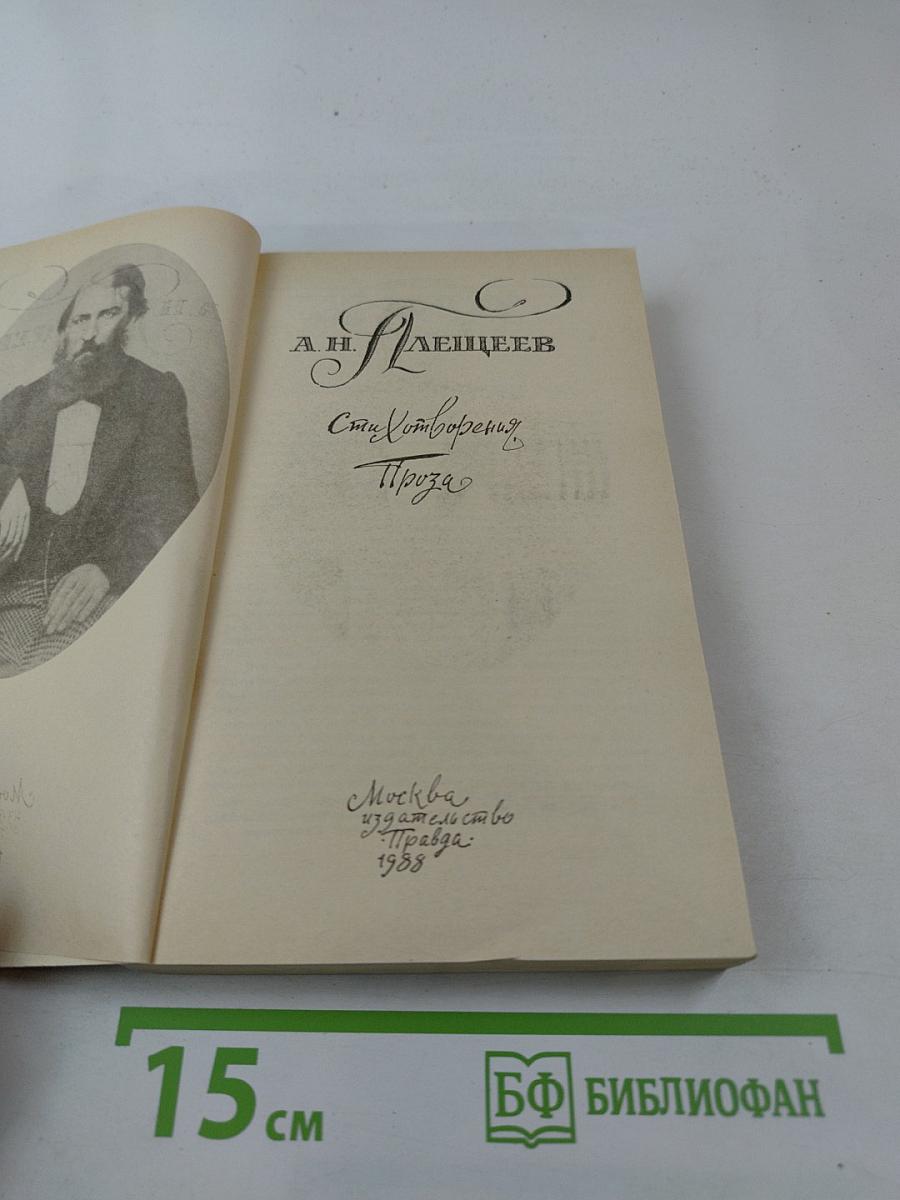 А. Н. Плещеев
Стихотворения.
Проза
Москва
издательство
·Правда·
1988
15 см
БФ БИБЛИОФАН